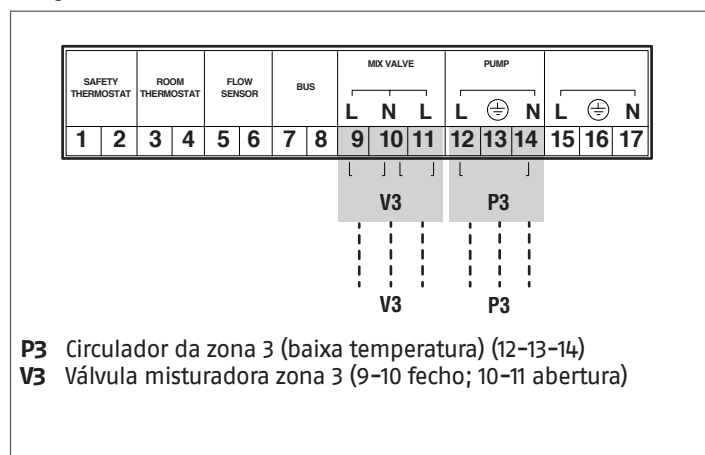 MIX VALVE PUMP
SAFETY THERMOSTAT ROOM THERMOSTAT FLOW SENSOR BUS
L N L L N L N
1 2 3 4 5 6 7 8 9 10 11 12 13 14 15 16 17
V3 P3
V3 P3
P3 Circulador da zona 3 (baixa temperatura) (12-13-14)
V3 Válvula misturadora zona 3 (9-10 fecho; 10-11 abertura)